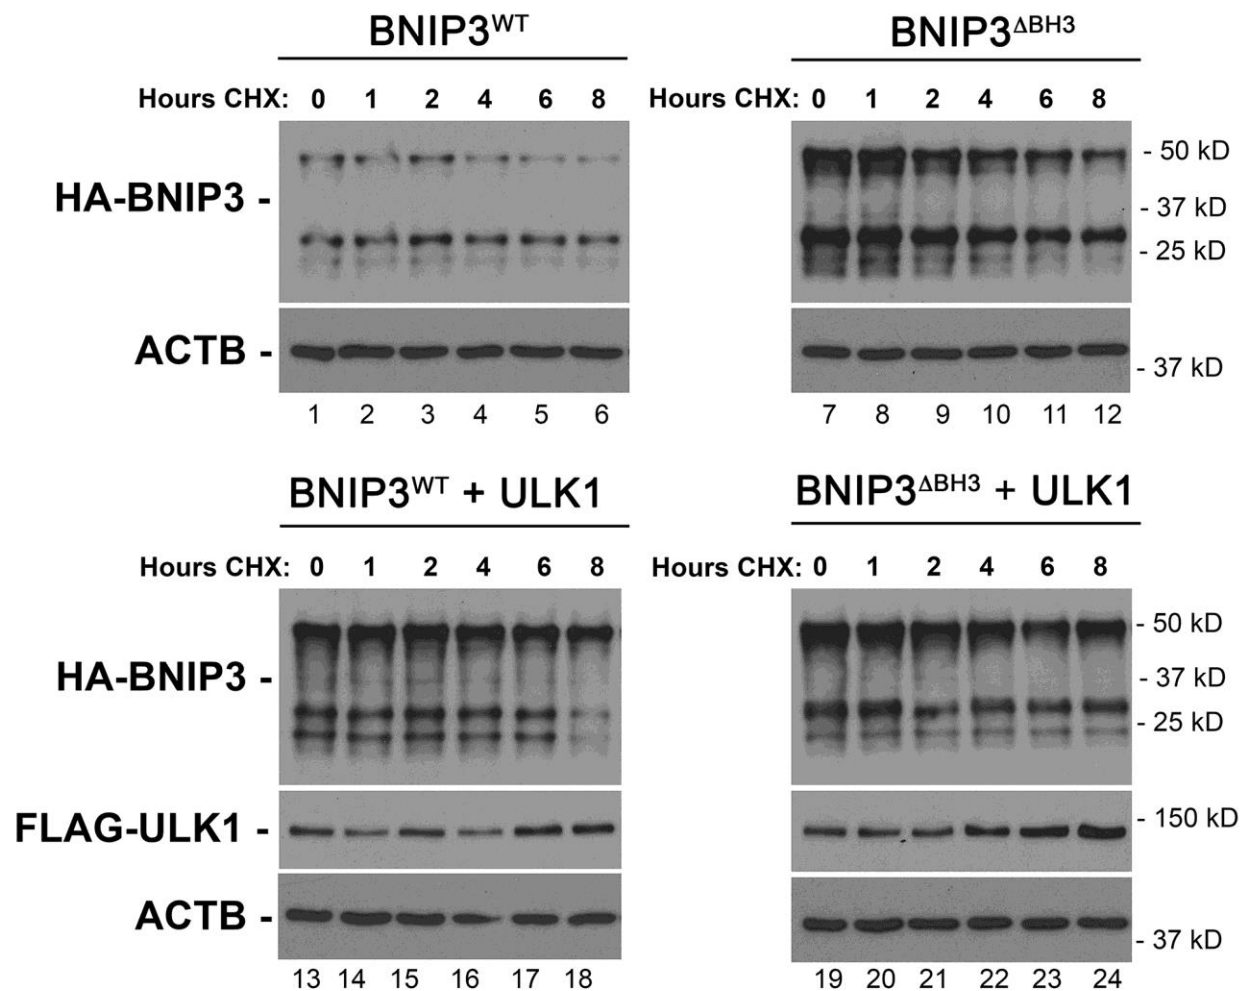 BNIP3WT
BNIP3ΔBH3
Hours CHX: 0 1 2 4 6 8
Hours CHX: 0 1 2 4 6 8
HA-BNIP3 -
- 50 kD
- 37 kD
- 25 kD
ACTB -
- 37 kD
1 2 3 4 5 6
7 8 9 10 11 12
BNIP3WT + ULK1
BNIP3ΔBH3 + ULK1
Hours CHX: 0 1 2 4 6 8
Hours CHX: 0 1 2 4 6 8
HA-BNIP3 -
- 50 kD
- 37 kD
- 25 kD
FLAG-ULK1 -
- 150 kD
ACTB -
- 37 kD
13 14 15 16 17 18
19 20 21 22 23 24